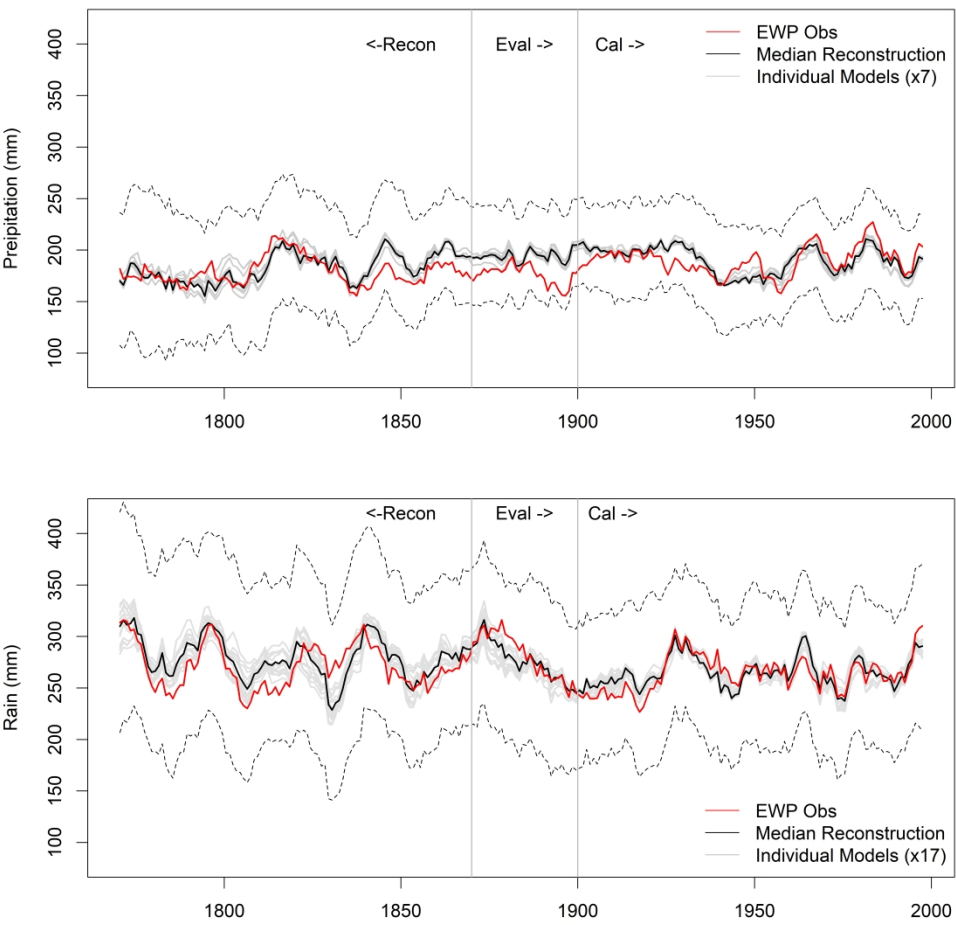 400
350
300
250
200
150
100
Preipitation (mm)
<-Recon
Eval ->
Cal ->
EWP Obs
Median Reconstruction
Individual Models (x7)
1800
1850
1900
1950
2000
400
350
300
250
200
150
100
Rain (mm)
<-Recon
Eval ->
Cal ->
EWP Obs
Median Reconstruction
Individual Models (x17)
1800
1850
1900
1950
2000